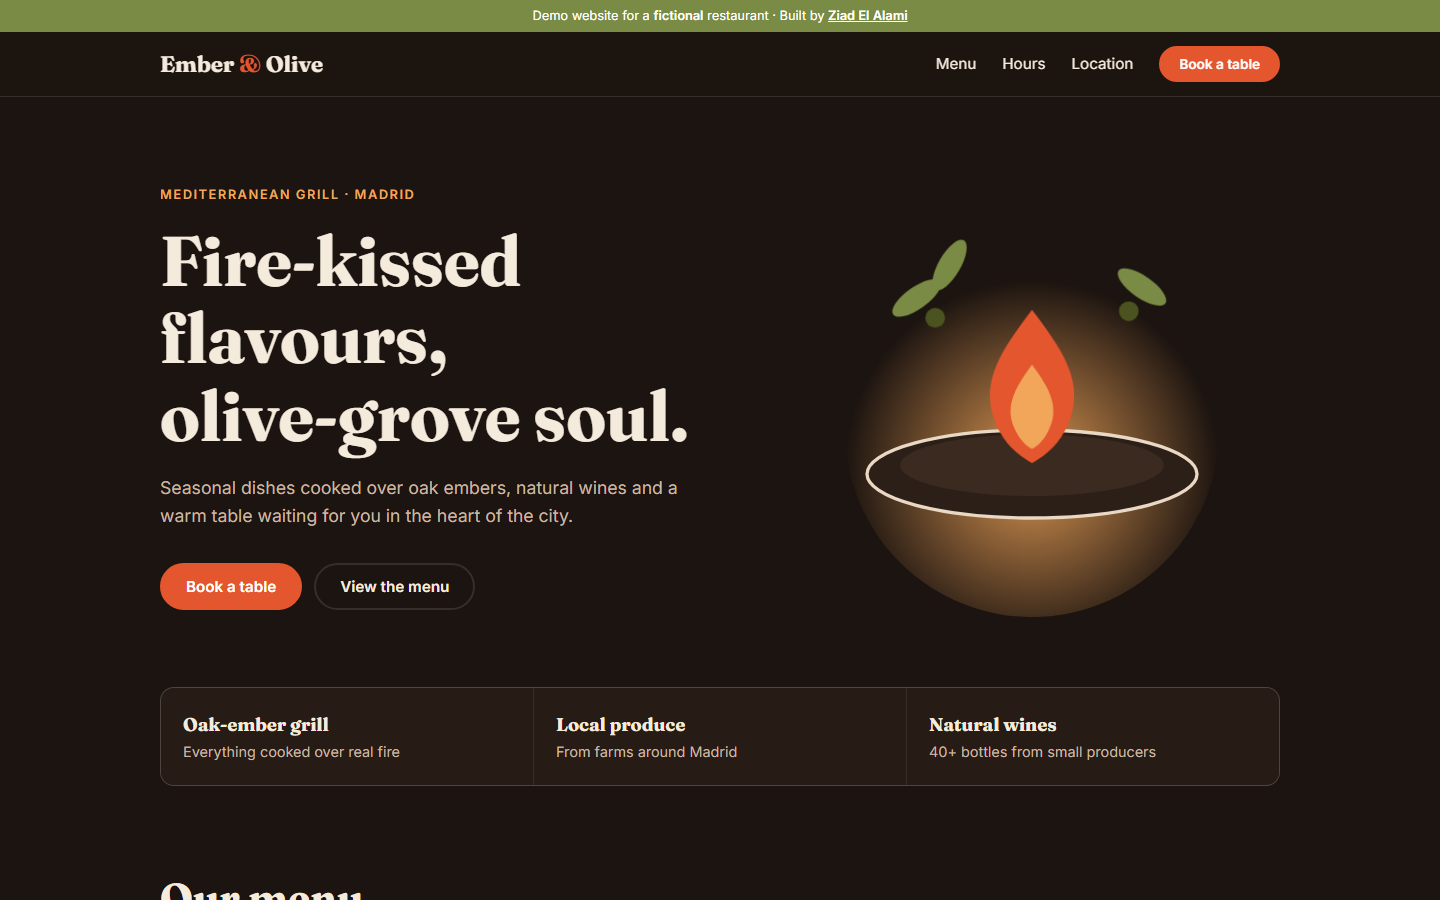 Demo website for a fictional restaurant · Built by Ziad El Alami
Ember & Olive
Menu
Hours
Location
Book a table
MEDITERRANEAN GRILL · MADRID
Fire-kissed
flavours,
olive-grove soul.
Seasonal dishes cooked over oak embers, natural wines and a
warm table waiting for you in the heart of the city.
Book a table
View the menu
Oak-ember grill
Everything cooked over real fire
Local produce
From farms around Madrid
Natural wines
40+ bottles from small producers
Our menu